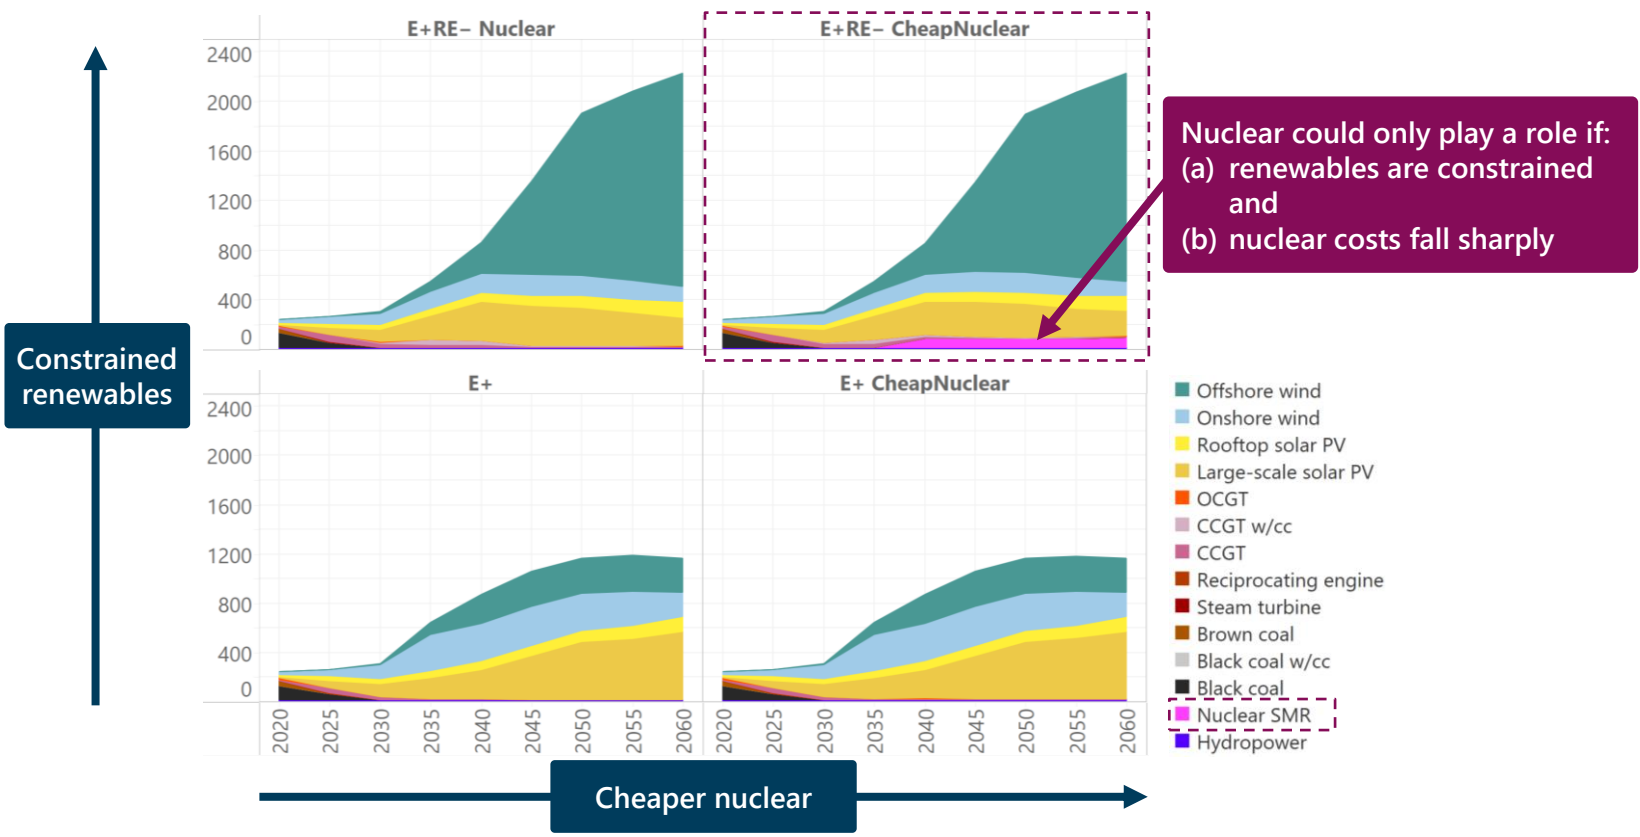 E+RE– Nuclear
E+RE– CheapNuclear
2400
2000
1600
1200
800
400
0
Nuclear could only play a role if:
(a) renewables are constrained
and
(b) nuclear costs fall sharply
Constrained
renewables
E+
E+ CheapNuclear
2400
2000
1600
1200
800
400
0
Offshore wind
Onshore wind
Rooftop solar PV
Large-scale solar PV
OCGT
CCGT w/cc
CCGT
Reciprocating engine
Steam turbine
Brown coal
Black coal w/cc
Black coal
Nuclear SMR
Hydropower
2020
2025
2030
2035
2040
2045
2050
2055
2060
2020
2025
2030
2035
2040
2045
2050
2055
2060
Cheaper nuclear